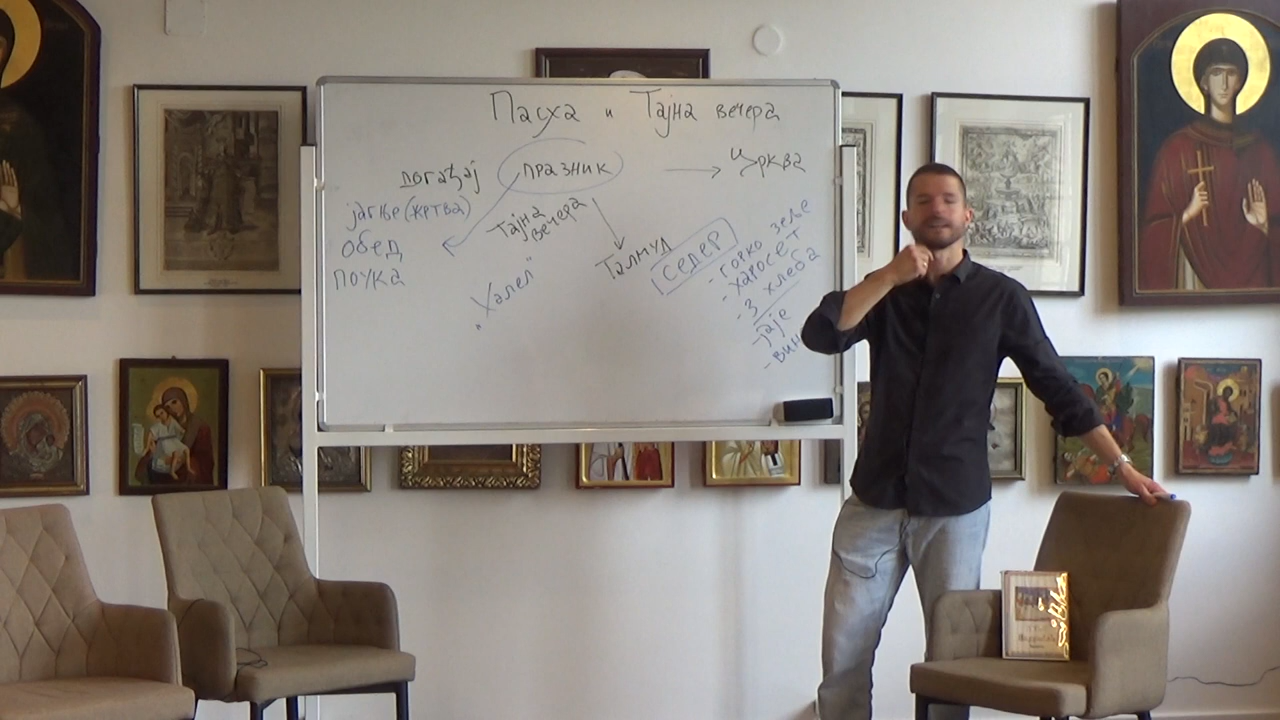 Пасха и Тајна вечера
догађај
празник
Црква
јагње (жртва)
обед
поука
Тајна
вечера
"Халел"
Талмуд
Седер
- горко зеље
- харосет
- 3 хлеба
- јаје
- вин